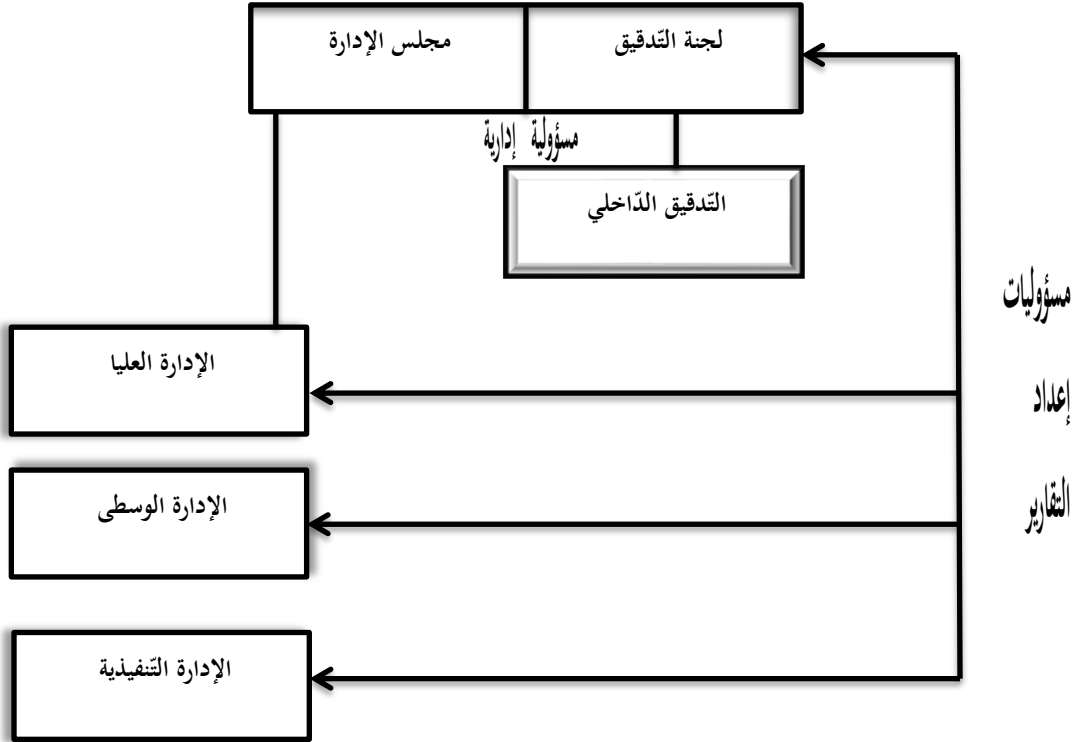 لجنة التّدقيق
مجلس الإدارة
مسؤولية إدارية
التّدقيق الدّاخلي
مسؤوليات
إعداد
التقارير
الإدارة العليا
الإدارة الوسطى
الإدارة التّنفيذية